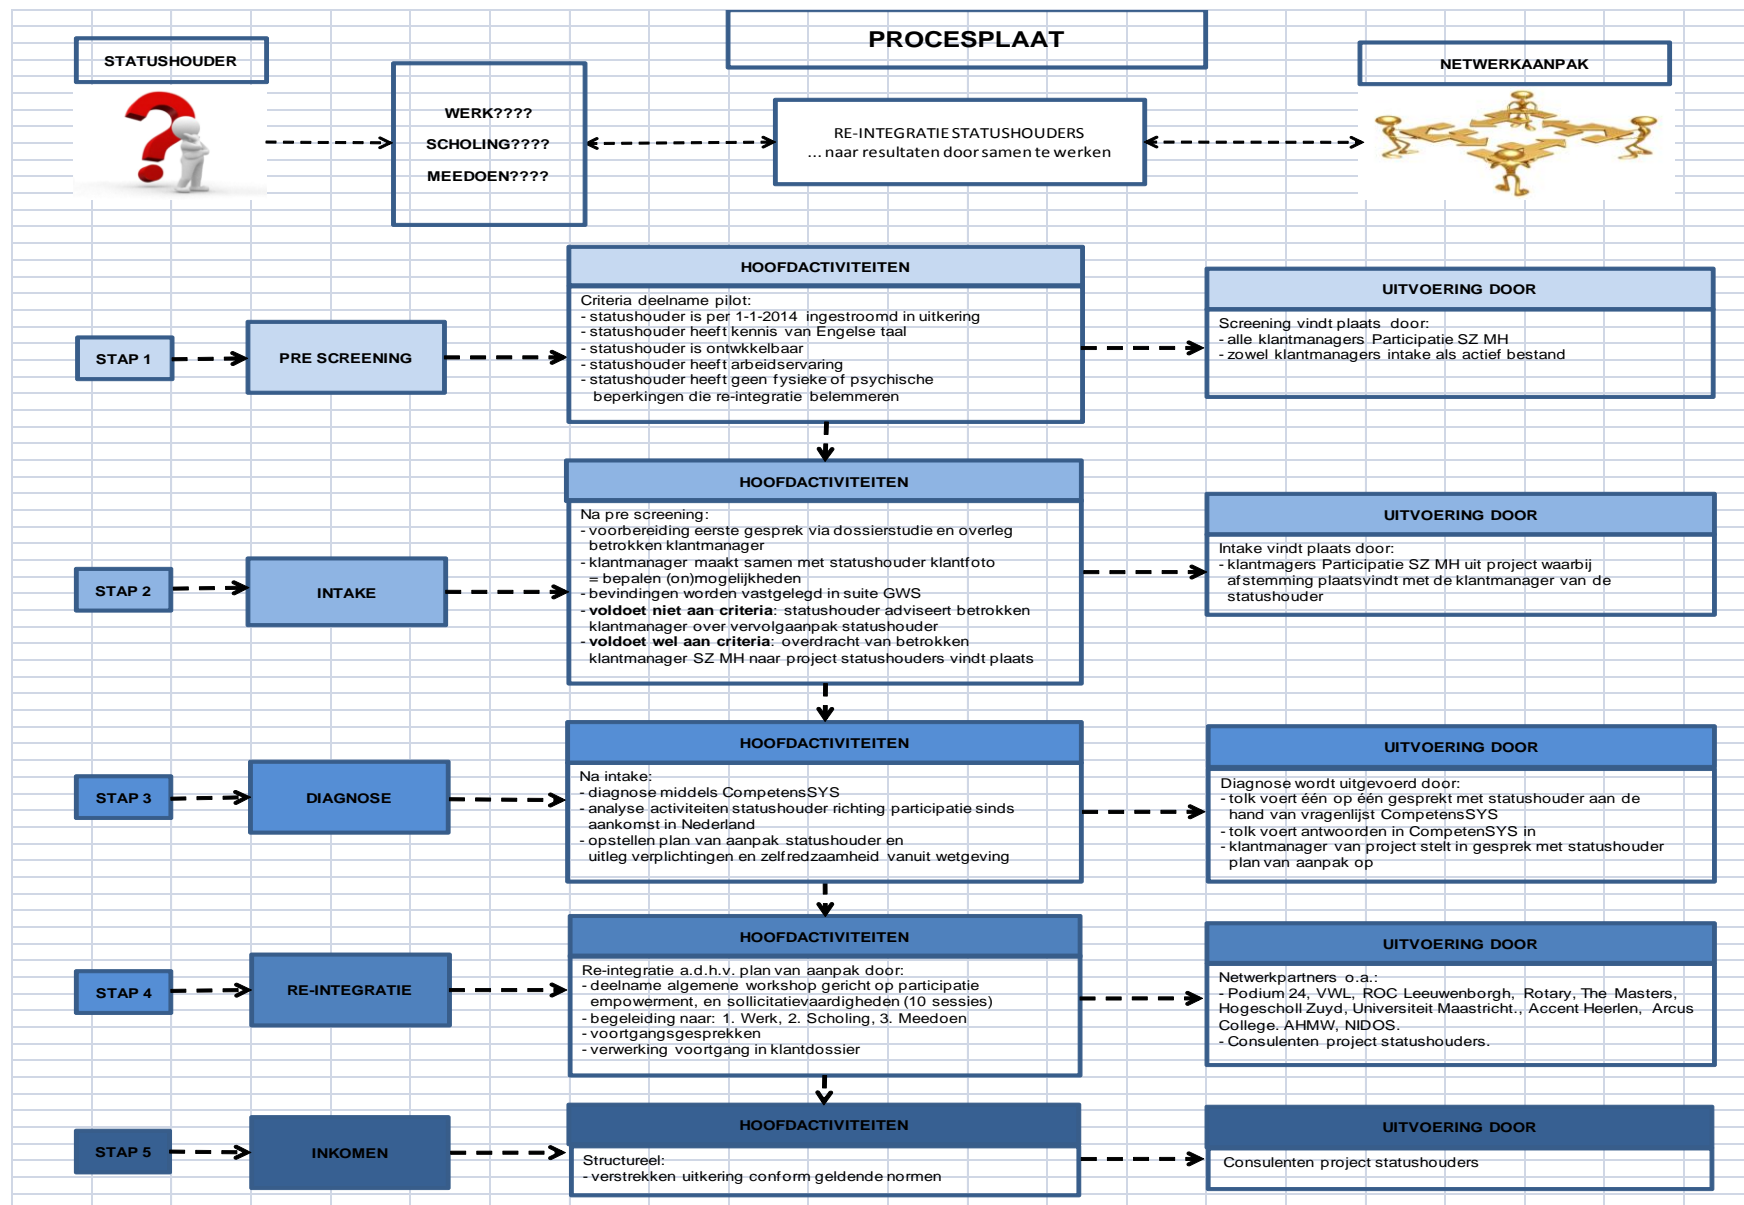 PROCESPLAAT
STATUSHOUDER
NETWERKAANPAK
WERK????
SCHOLING????
MEEDOEN????
RE-INTEGRATIE STATUSHOUDERS
... naar resultaten door samen te werken
STAP 1
PRE SCREENING
HOOFDACTIVITEITEN
Criteria deelname pilot:
- statushouder is per 1-1-2014 ingestroomd in uitkering
- statushouder heeft kennis van Engelse taal
- statushouder is ontwkkelbaar
- statushouder heeft arbeidservaring
- statushouder heeft geen fysieke of psychische
beperkingen die re-integratie belemmeren
UITVOERING DOOR
Screening vindt plaats door:
- alle klantmanagers Participatie SZ MH
- zowel klantmanagers intake als actief bestand
STAP 2
INTAKE
HOOFDACTIVITEITEN
Na pre screening:
- voorbereiding eerste gesprek via dossierstudie en overleg
betrokken klantmanager
- klantmanager maakt samen met statushouder klantfoto
= bepalen (on)mogelijkheden
- bevindingen worden vastgelegd in suite GWS
- voldoet niet aan criteria: statushouder adviseert betrokken
klantmanager over vervolgaanpak statushouder
- voldoet wel aan criteria: overdracht van betrokken
klantmanager SZ MH naar project statushouders vindt plaats
UITVOERING DOOR
Intake vindt plaats door:
- klantmagers Participatie SZ MH uit project waarbij
afstemming plaatsvindt met de klantmanager van de
statushouder
STAP 3
DIAGNOSE
HOOFDACTIVITEITEN
Na intake:
- diagnose middels CompetensSYS
- analyse activiteiten statushouder richting participatie sinds
aankomst in Nederland
- opstellen plan van aanpak statushouder en
uitleg verplichtingen en zelfredzaamheid vanuit wetgeving
UITVOERING DOOR
Diagnose wordt uitgevoerd door:
- tolk voert één op één gesprekt met statushouder aan de
hand van vragenlijst CompetensSYS
- tolk voert antwoorden in CompetenSYS in
- klantmanager van project stelt in gesprek met statushouder
plan van aanpak op
STAP 4
RE-INTEGRATIE
HOOFDACTIVITEITEN
Re-integratie a.d.h.v. plan van aanpak door:
- deelname algemene workshop gericht op participatie
empowerment, en sollicitatievaardigheden (10 sessies)
- begeleiding naar: 1. Werk, 2. Scholing, 3. Meedoen
- voortgangsgesprekken
- verwerking voortgang in klantdossier
UITVOERING DOOR
Netwerkpartners o.a.:
- Podium 24, VWL, ROC Leeuwenborgh, Rotary, The Masters,
Hogescholl Zuyd, Universiteit Maastricht., Accent Heerlen, Arcus
College. AHMW, NIDOS.
- Consulenten project statushouders.
STAP 5
INKOMEN
HOOFDACTIVITEITEN
Structureel:
- verstrekken uitkering conform geldende normen
UITVOERING DOOR
Consulenten project statushouders